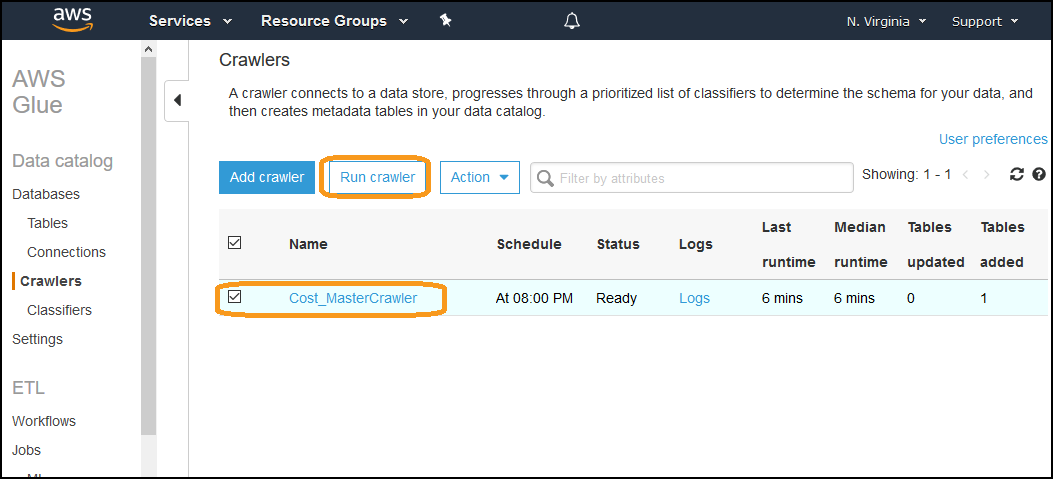 aws Services Resource Groups N. Virginia Support
AWS
Glue
Data catalog
Databases
Tables
Connections
Crawlers
Classifiers
Settings
ETL
Workflows
Jobs
Crawlers
A crawler connects to a data store, progresses through a prioritized list of classifiers to determine the schema for your data, and
then creates metadata tables in your data catalog.
User preferences
Add crawler Run crawler Action Filter by attributes Showing: 1 - 1
Name Schedule Status Logs Last runtime Median runtime Tables updated Tables added
Cost_MasterCrawler At 08:00 PM Ready Logs 6 mins 6 mins 0 1